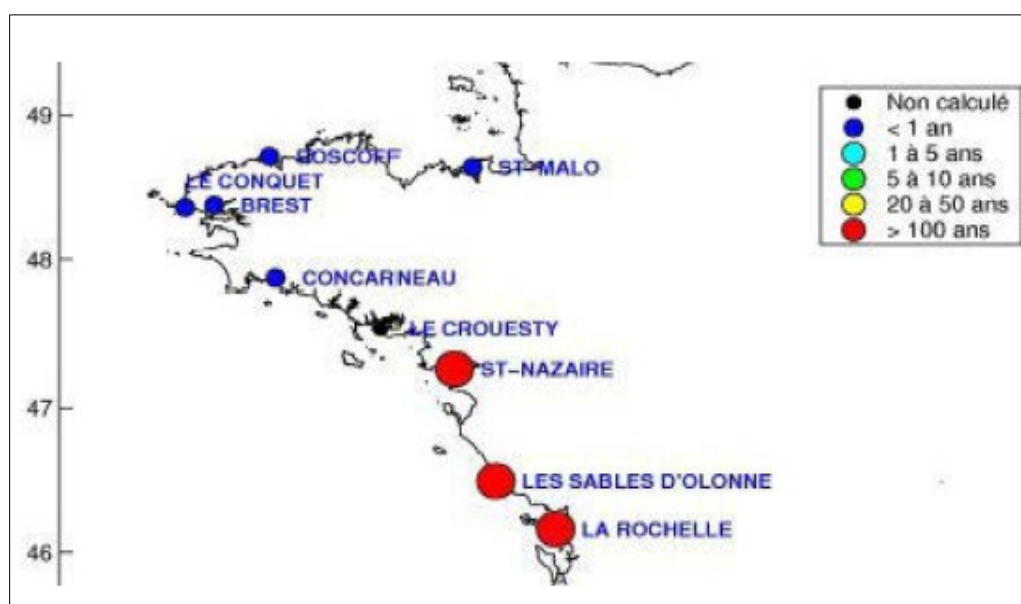 49
48
47
46
Non calculé
< 1 an
1 à 5 ans
5 à 10 ans
20 à 50 ans
> 100 ans
ROSCOFF
ST-MALO
LE CONQUET
BREST
CONCARNEAU
LE CROUESTY
ST-NAZAIRE
LES SABLES D'OLONNE
LA ROCHELLE